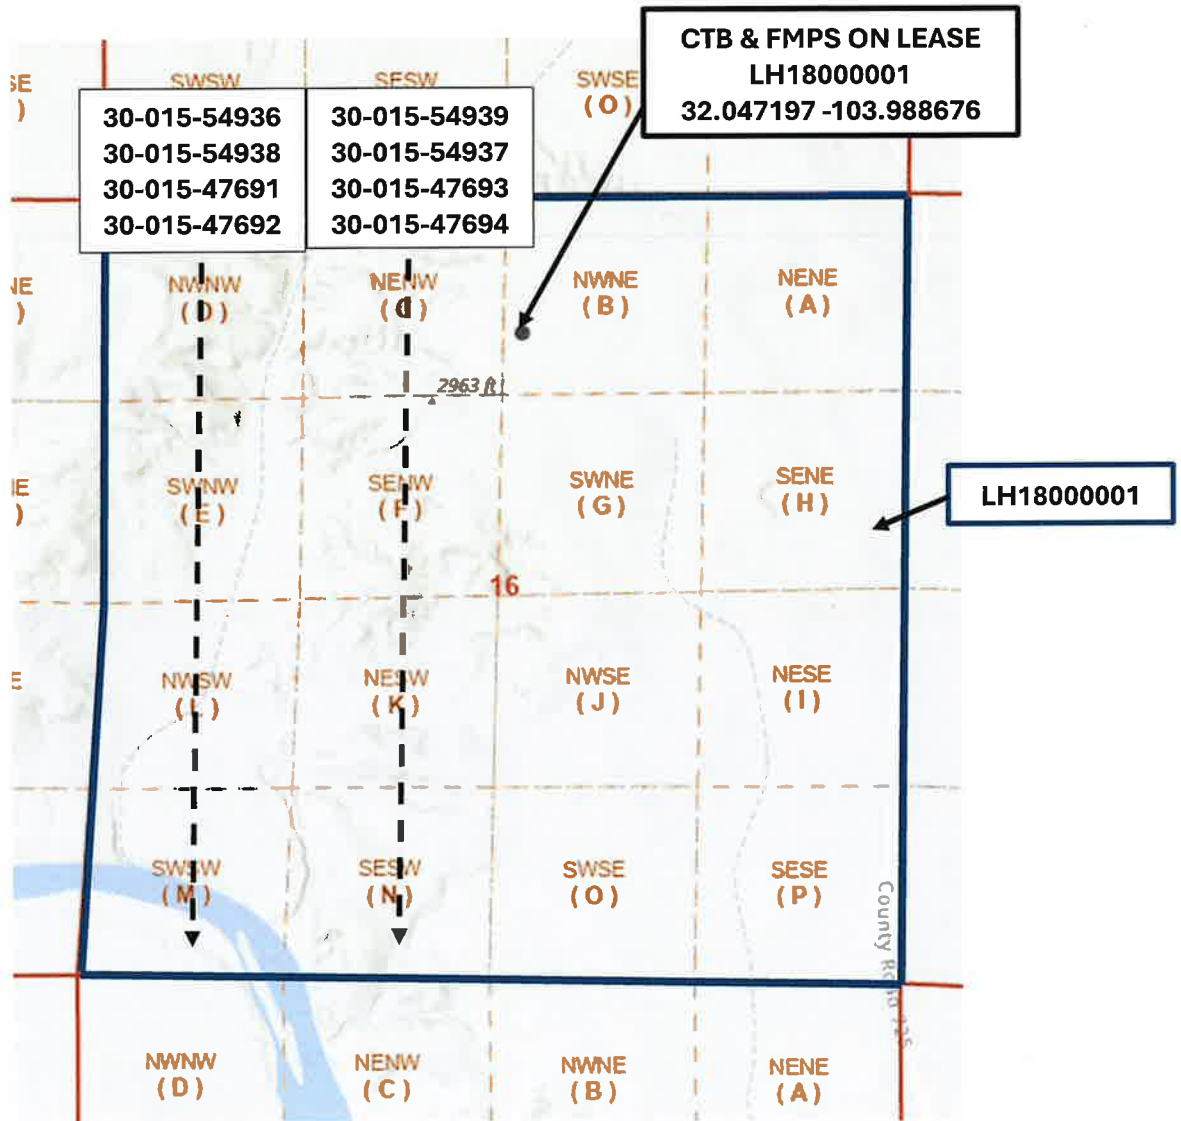 CTB & FMPS ON LEASE
LH18000001
32.047197 -103.988676
SWSW
SESW
SWSE
(O)
SE
)
30-015-54936
30-015-54938
30-015-47691
30-015-47692
30-015-54939
30-015-54937
30-015-47693
30-015-47694
NE
)
NWNW
(D)
NENW
(C)
NWNE
(B)
NENE
(A)
2963 ft
)
SWNW
(E)
SENW
(F)
SWNE
(G)
SENE
(H)
LH18000001
16
NWSW
(L)
NESW
(K)
NWSE
(J)
NESE
(I)
SWSW
(M)
SESW
(N)
SWSE
(O)
SESE
(P)
County Road 725
NWNW
(D)
NENW
(C)
NWNE
(B)
NENE
(A)